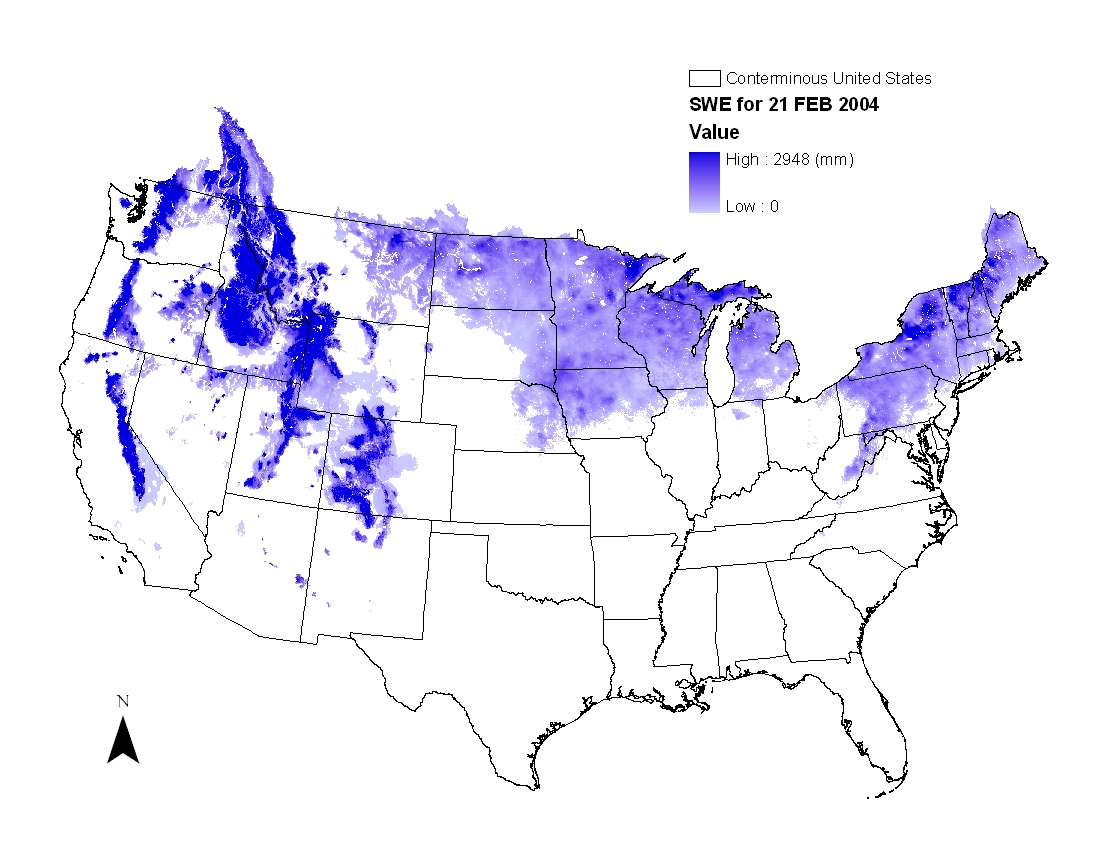 Conterminous United States
SWE for 21 FEB 2004
Value
High : 2948 (mm)
Low : 0
N